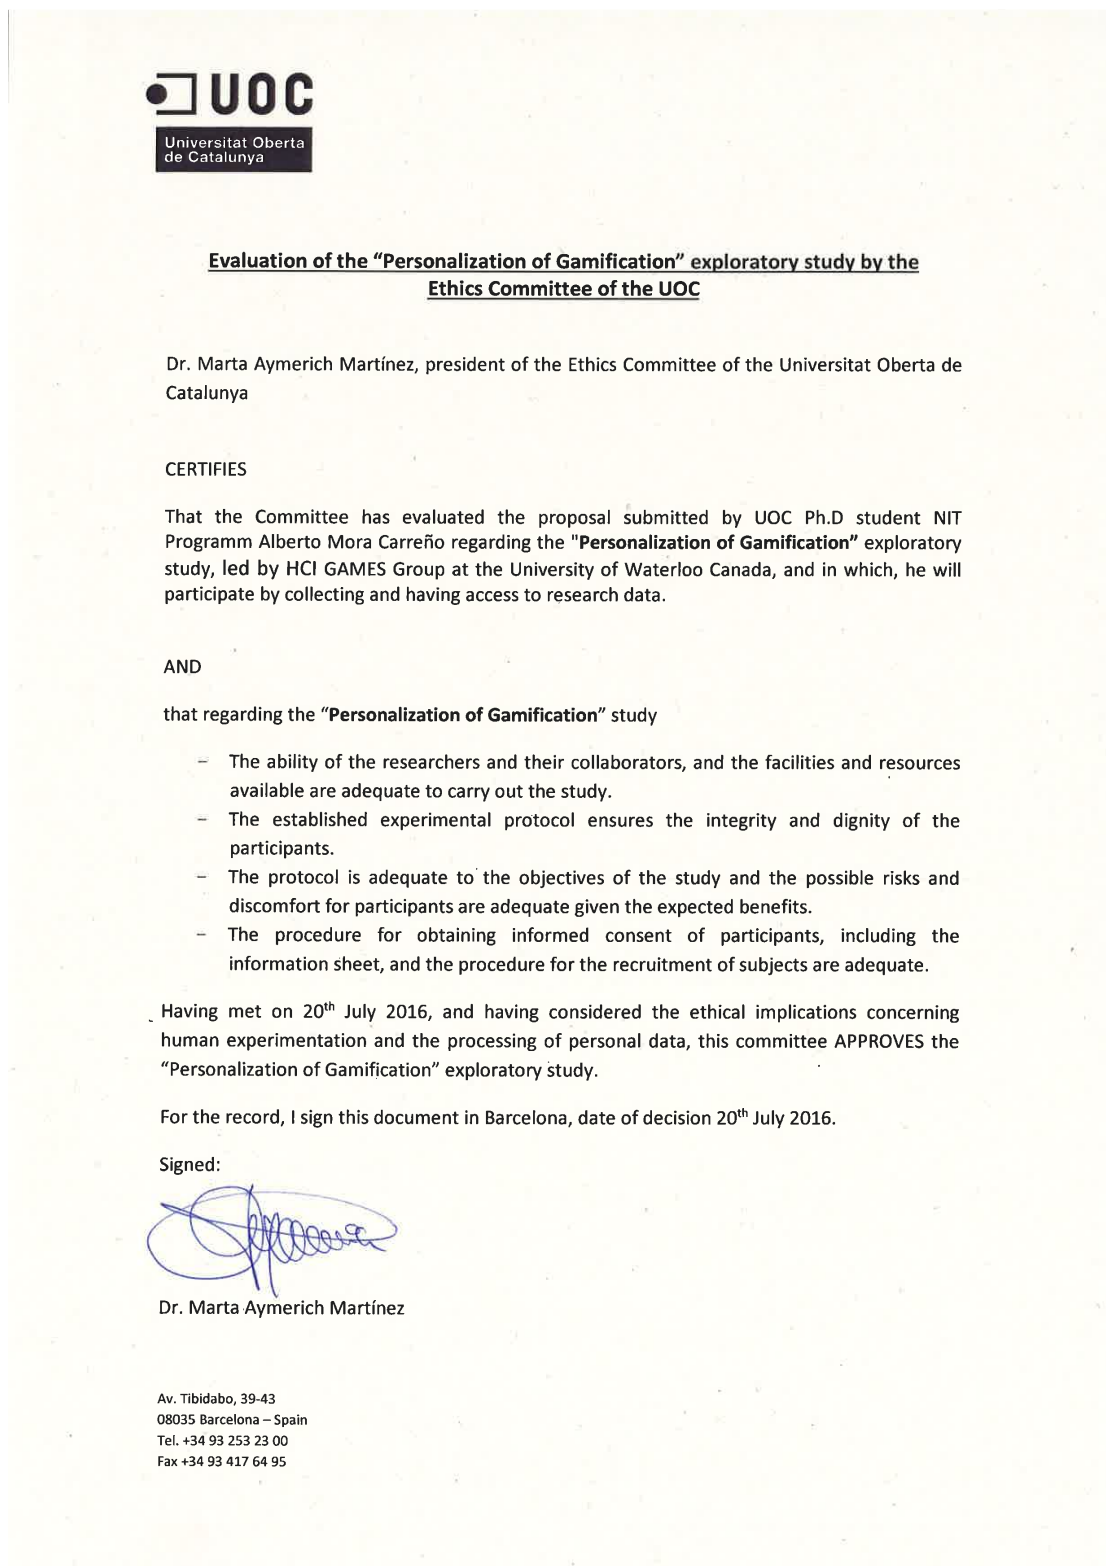 UOC
Universitat Oberta
de Catalunya
Evaluation of the “Personalization of Gamification” exploratory study by the
Ethics Committee of the UOC
Dr. Marta Aymerich Martínez, president of the Ethics Committee of the Universitat Oberta de
Catalunya
CERTIFIES
That the Committee has evaluated the proposal submitted by UOC Ph.D student NIT
Programm Alberto Mora Carreño regarding the "Personalization of Gamification” exploratory
study, led by HCI GAMES Group at the University of Waterloo Canada, and in which, he will
participate by collecting and having access to research data.
AND
that regarding the “Personalization of Gamification” study
– The ability of the researchers and their collaborators, and the facilities and resources
available are adequate to carry out the study.
– The established experimental protocol ensures the integrity and dignity of the
participants.
– The protocol is adequate to the objectives of the study and the possible risks and
discomfort for participants are adequate given the expected benefits.
– The procedure for obtaining informed consent of participants, including the
information sheet, and the procedure for the recruitment of subjects are adequate.
Having met on 20th July 2016, and having considered the ethical implications concerning
human experimentation and the processing of personal data, this committee APPROVES the
“Personalization of Gamification” exploratory study.
For the record, I sign this document in Barcelona, date of decision 20th July 2016.
Signed:
Dr. Marta Aymerich Martínez
Av. Tibidabo, 39-43
08035 Barcelona – Spain
Tel. +34 93 253 23 00
Fax +34 93 417 64 95